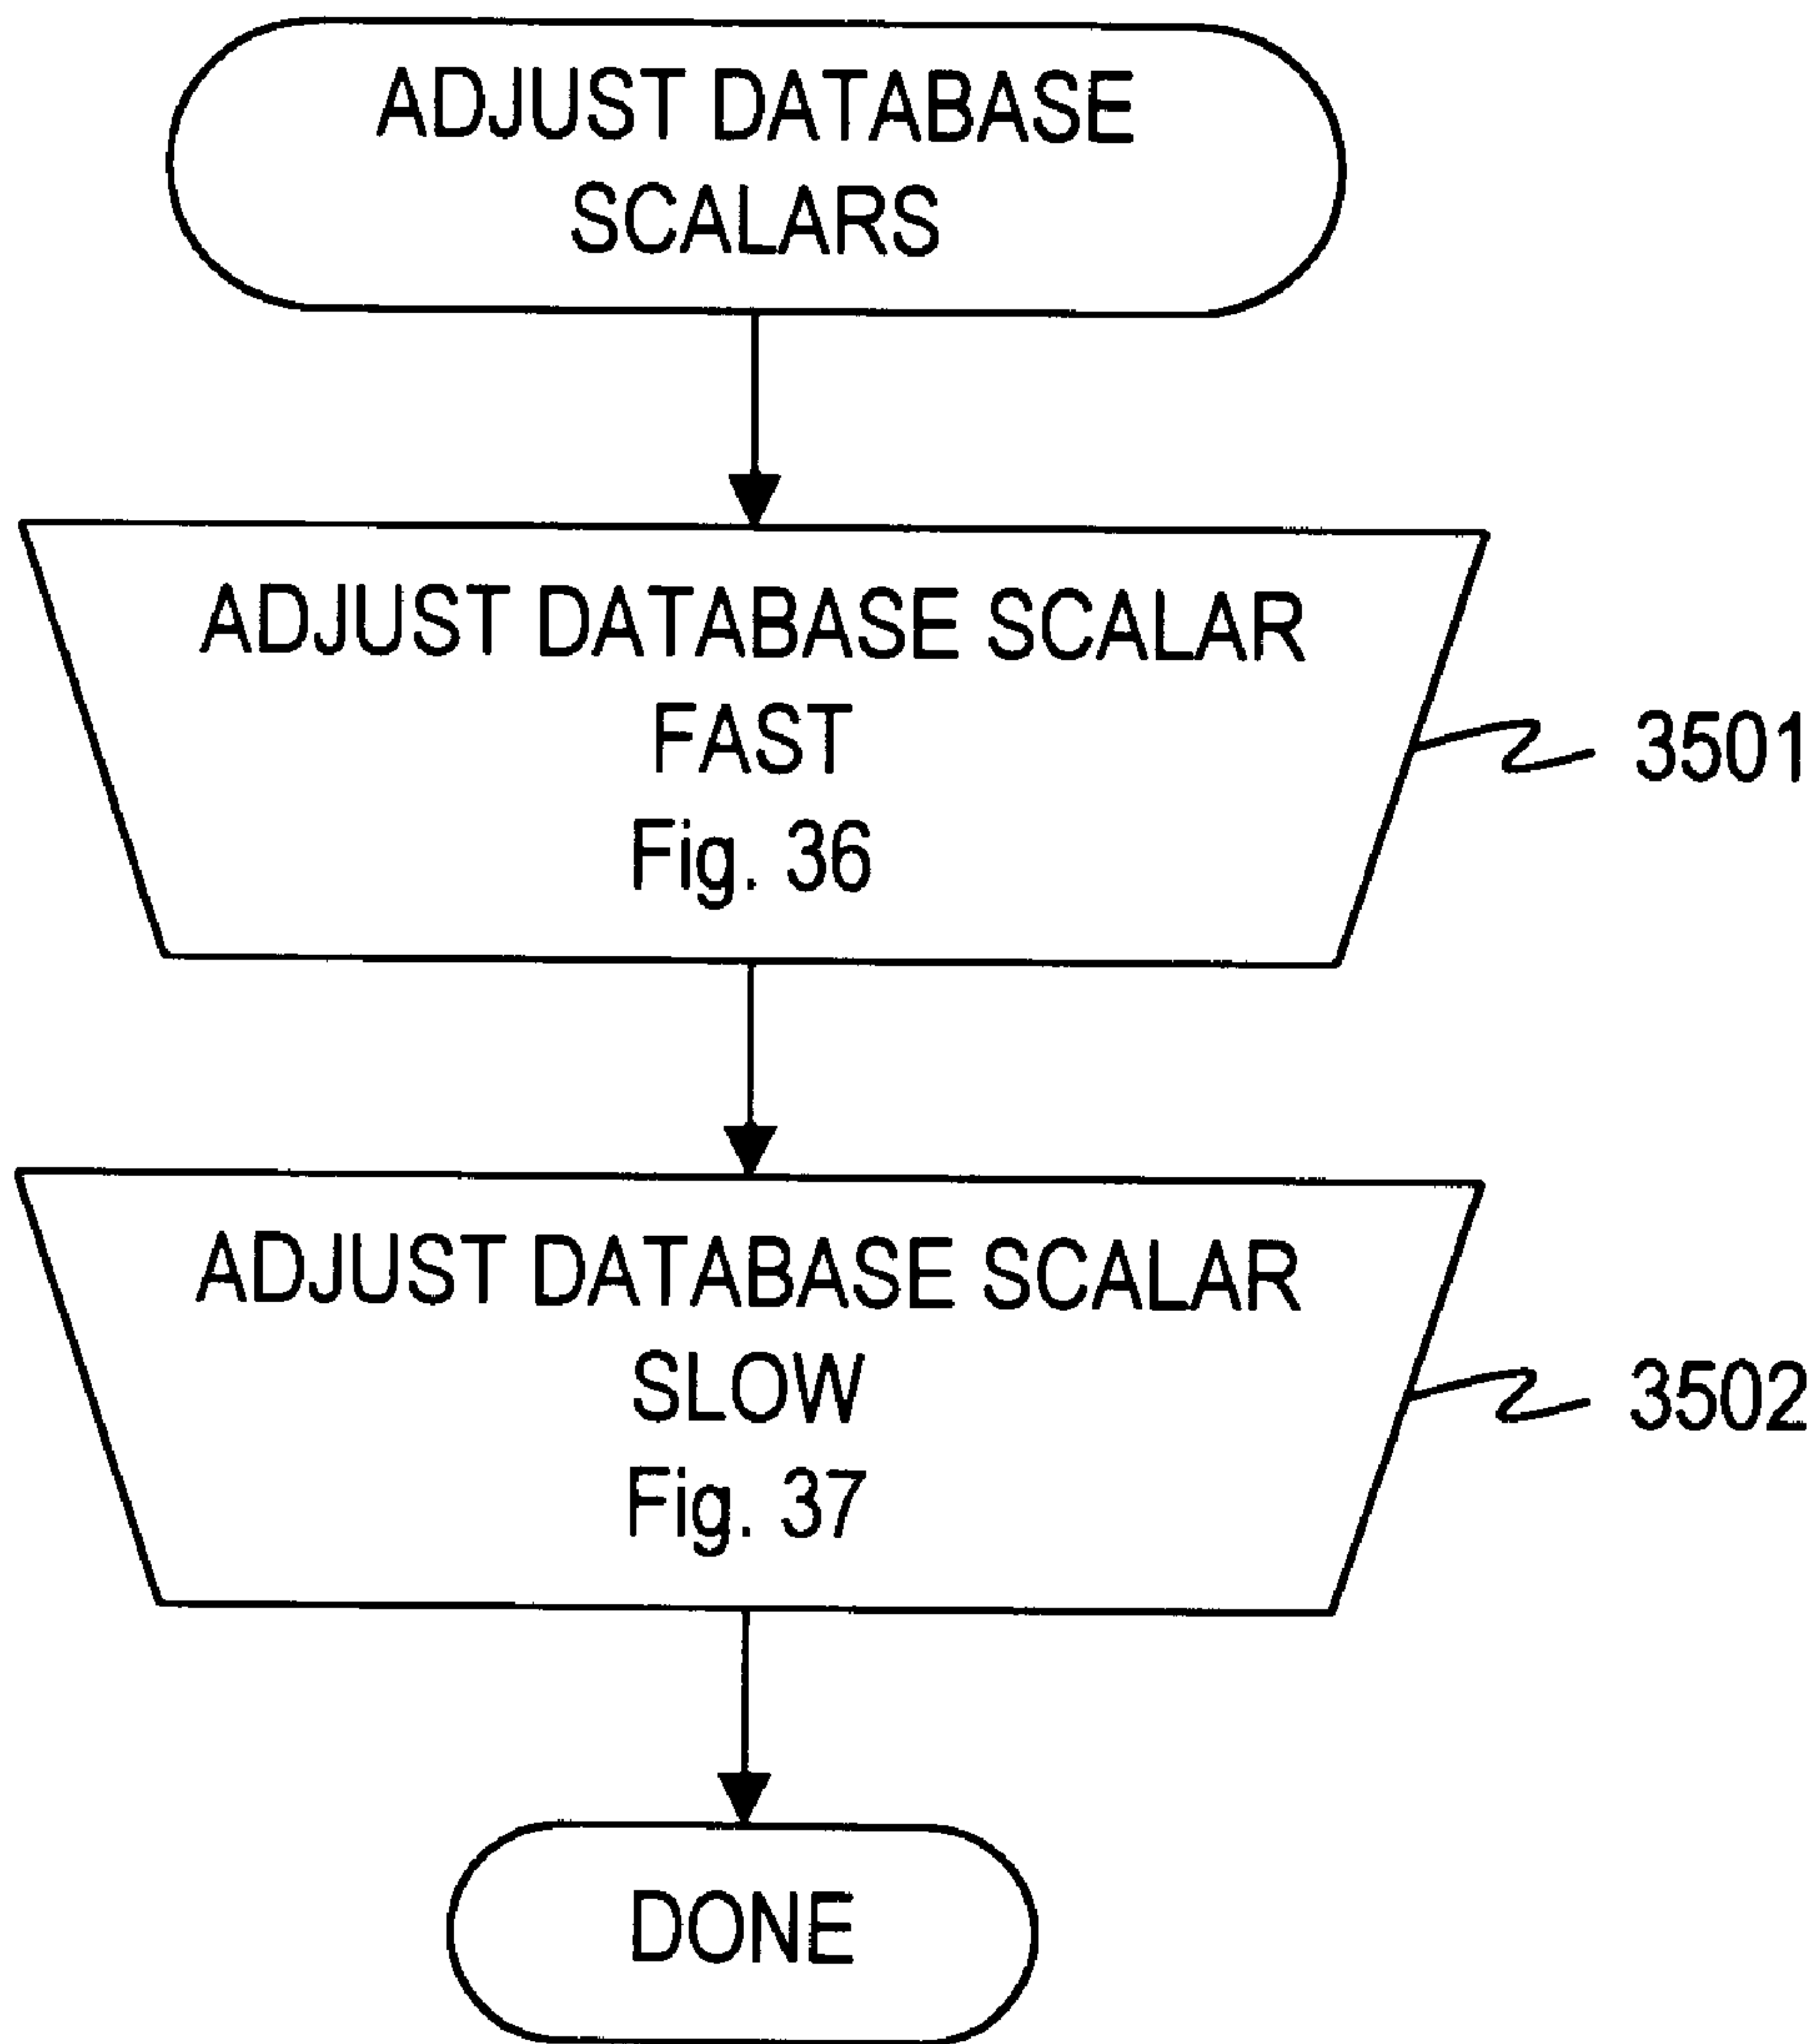 ADJUST DATABASE
SCALARS
ADJUST DATABASE SCALAR
FAST
Fig. 36
3501
ADJUST DATABASE SCALAR
SLOW
Fig. 37
3502
DONE